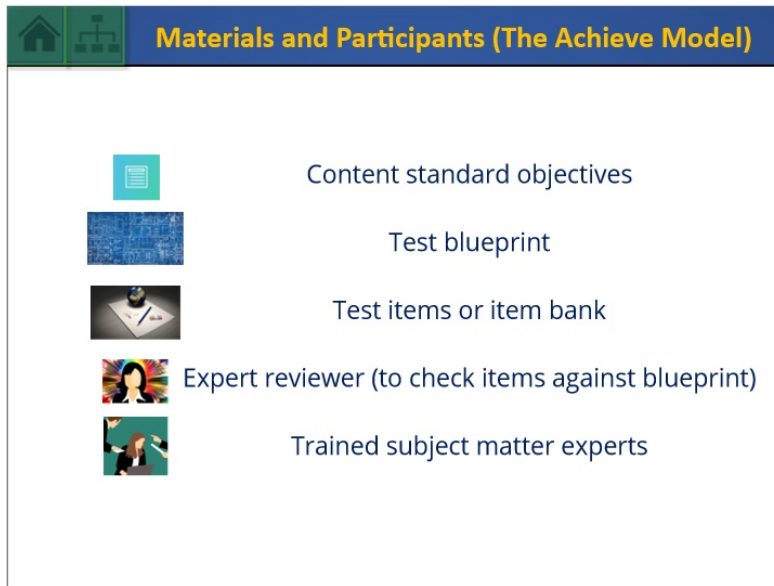 Materials and Participants (The Achieve Model)
Content standard objectives
Test blueprint
Test items or item bank
Expert reviewer (to check items against blueprint)
Trained subject matter experts